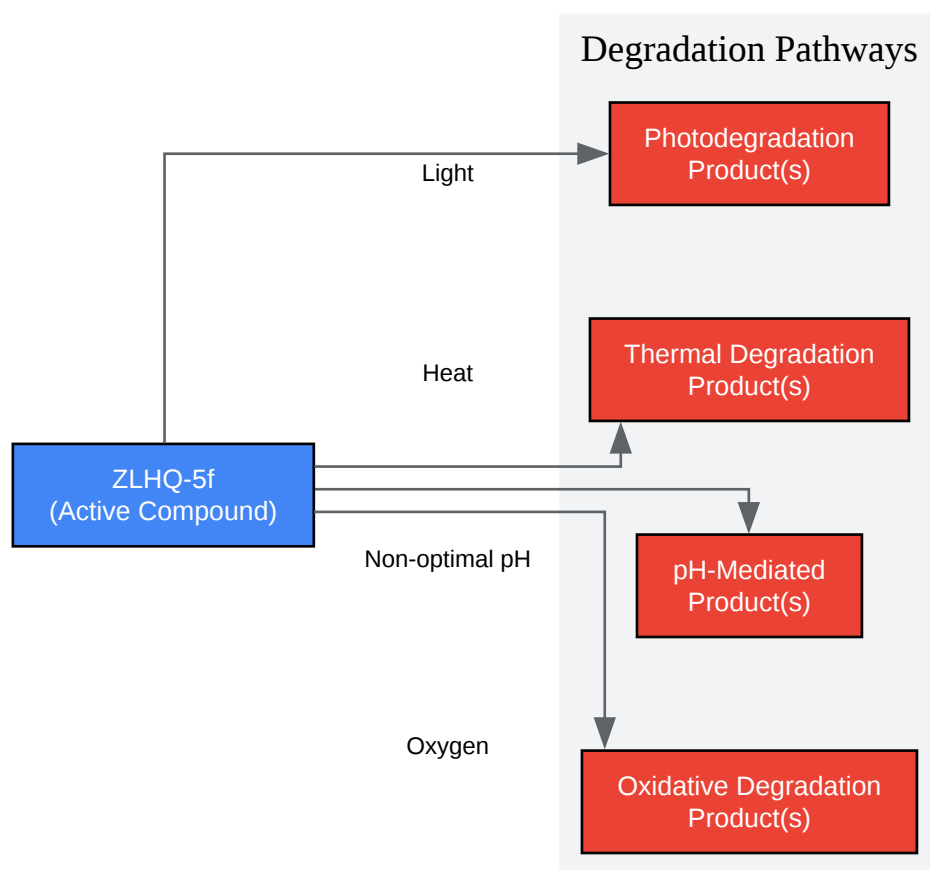 Degradation Pathways
Photodegradation
Product(s)
Light
Thermal Degradation
Product(s)
Heat
ZLHQ-5f
(Active Compound)
Non-optimal pH
pH-Mediated
Product(s)
Oxygen
Oxidative Degradation
Product(s)